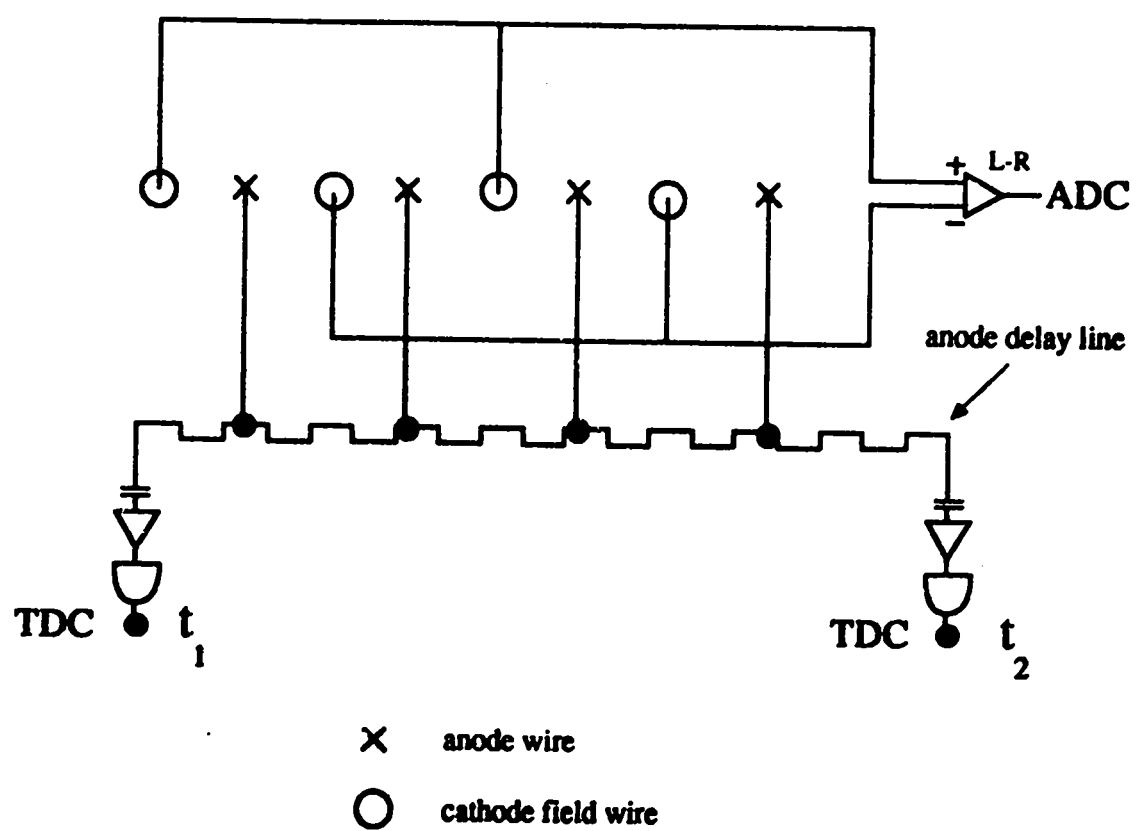 + L-R
ADC
−
anode delay line
TDC t1
TDC t2
anode wire
cathode field wire